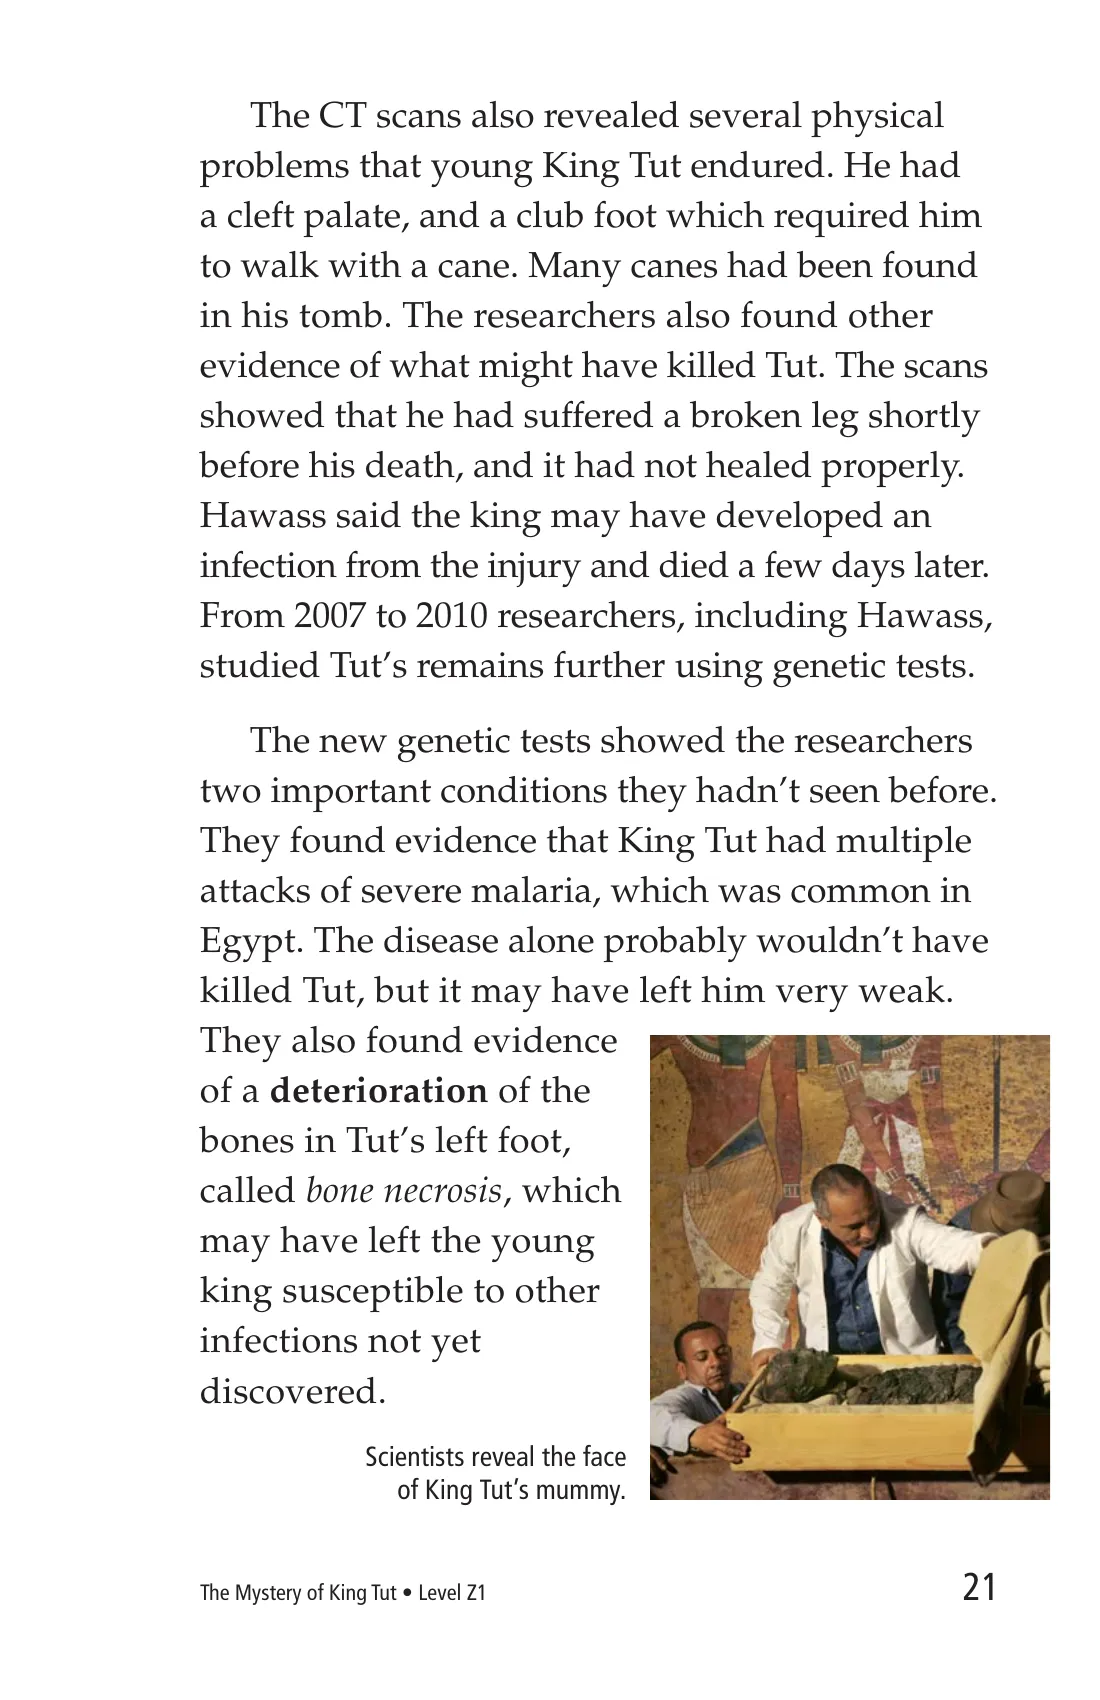 The CT scans also revealed several physical
problems that young King Tut endured. He had
a cleft palate, and a club foot which required him
to walk with a cane. Many canes had been found
in his tomb. The researchers also found other
evidence of what might have killed Tut. The scans
showed that he had suffered a broken leg shortly
before his death, and it had not healed properly.
Hawass said the king may have developed an
infection from the injury and died a few days later.
From 2007 to 2010 researchers, including Hawass,
studied Tut’s remains further using genetic tests.
The new genetic tests showed the researchers
two important conditions they hadn’t seen before.
They found evidence that King Tut had multiple
attacks of severe malaria, which was common in
Egypt. The disease alone probably wouldn’t have
killed Tut, but it may have left him very weak.
They also found evidence
of a deterioration of the
bones in Tut’s left foot,
called bone necrosis, which
may have left the young
king susceptible to other
infections not yet
discovered.
Scientists reveal the face
of King Tut’s mummy.
The Mystery of King Tut • Level Z1
21